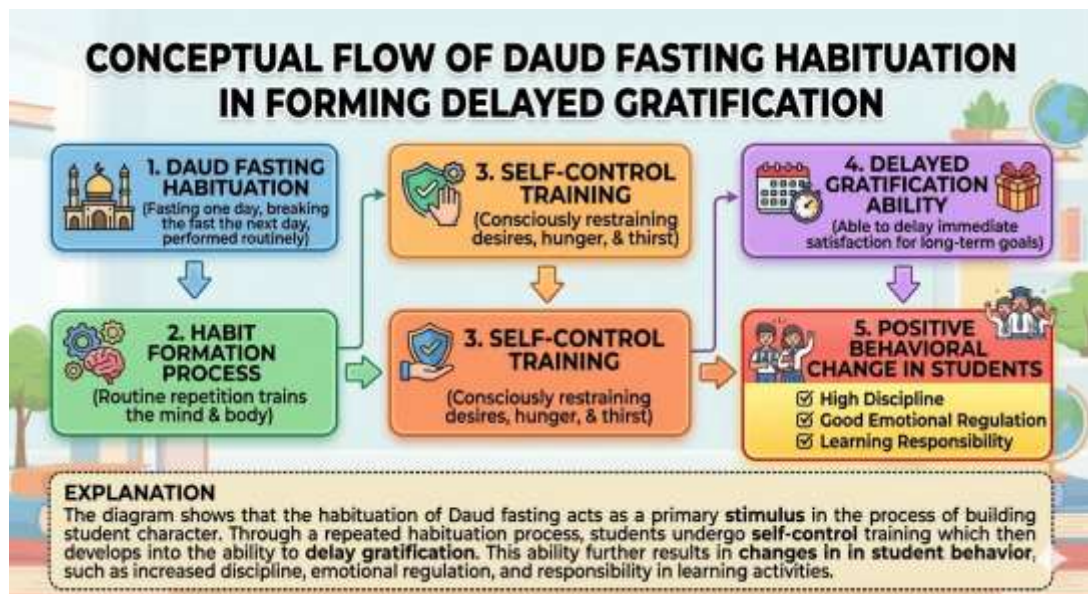 CONCEPTUAL FLOW OF DAUD FASTING HABITUATION
IN FORMING DELAYED GRATIFICATION
1. DAUD FASTING
HABITUATION
(Fasting one day, breaking
the fast the next day,
performed routinely)
2. HABIT
FORMATION
PROCESS
(Routine repetition trains
the mind & body)
3. SELF-CONTROL
TRAINING
(Consciously restraining
desires, hunger, & thirst)
3. SELF-CONTROL
TRAINING
(Consciously restraining
desires, hunger, & thirst)
4. DELAYED
GRATIFICATION
ABILITY
(Able to delay immediate
satisfaction for long-term goals)
5. POSITIVE
BEHAVIORAL
CHANGE IN STUDENTS
High Discipline
Good Emotional Regulation
Learning Responsibility
EXPLANATION
The diagram shows that the habituation of Daud fasting acts as a primary stimulus in the process of building
student character. Through a repeated habituation process, students undergo self-control training which then
develops into the ability to delay gratification. This ability further results in changes in in student behavior,
such as increased discipline, emotional regulation, and responsibility in learning activities.